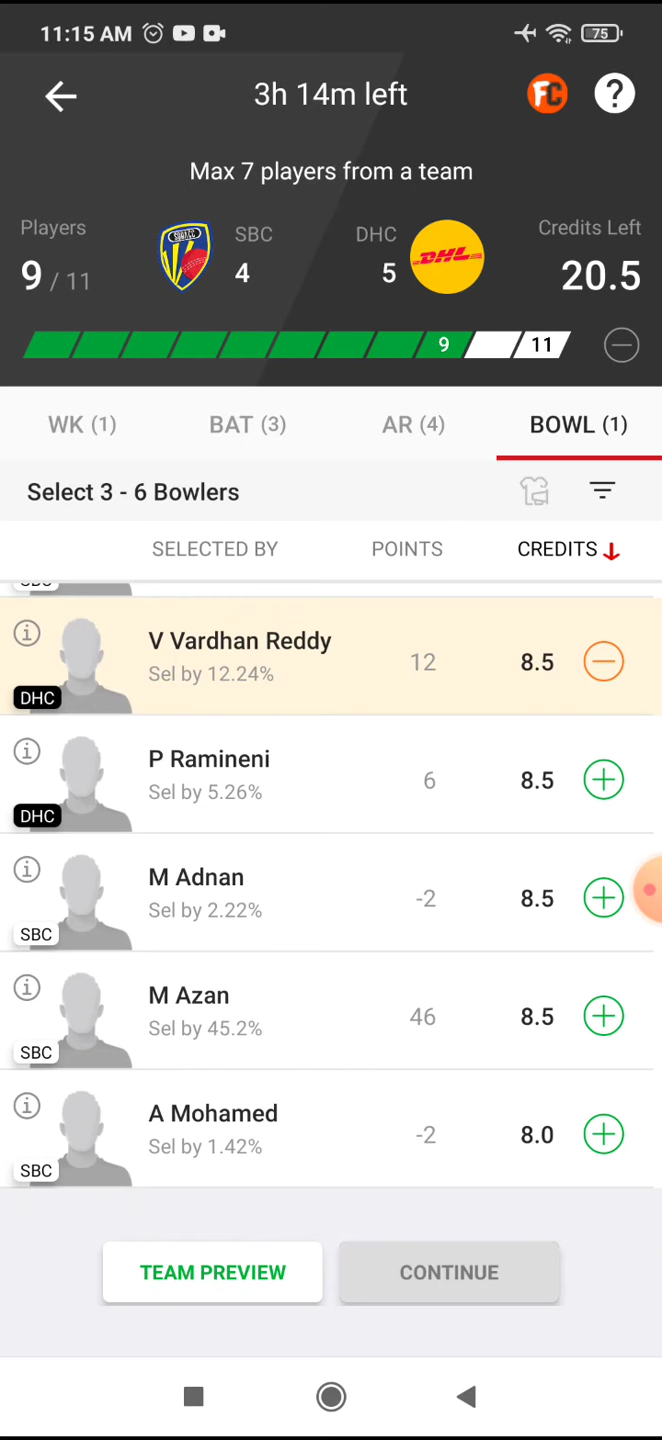 11:15 AM
75
3h 14m left
FC
?
Max 7 players from a team
Players
SBC
DHC
Credits Left
9 / 11
4
5
20.5
DHL
9
11
WK (1)
BAT (3)
AR (4)
BOWL (1)
Select 3 - 6 Bowlers
SELECTED BY
POINTS
CREDITS
SBC
V Vardhan Reddy
Sel by 12.24%
12
8.5
DHC
P Ramineni
Sel by 5.26%
6
8.5
DHC
M Adnan
Sel by 2.22%
-2
8.5
SBC
M Azan
Sel by 45.2%
46
8.5
SBC
A Mohamed
Sel by 1.42%
-2
8.0
SBC
TEAM PREVIEW
CONTINUE